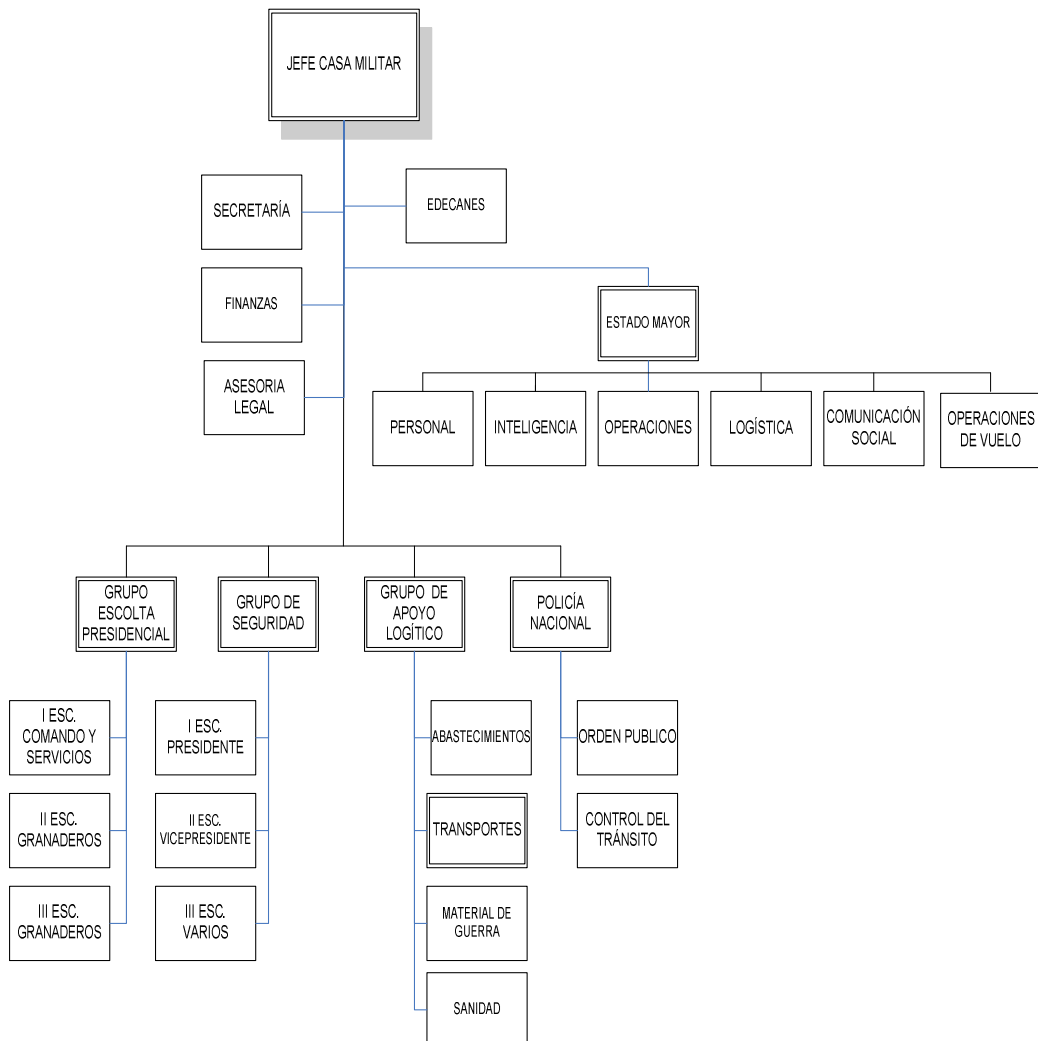 JEFE CASA MILITAR
SECRETARÍA
EDECANES
FINANZAS
ESTADO MAYOR
ASESORIA
LEGAL
PERSONAL
INTELIGENCIA
OPERACIONES
LOGÍSTICA
COMUNICACIÓN
SOCIAL
OPERACIONES
DE VUELO
GRUPO
ESCOLTA
PRESIDENCIAL
GRUPO DE
SEGURIDAD
GRUPO DE
APOYO
LOGÍTICO
POLICÍA
NACIONAL
I ESC.
COMANDO Y
SERVICIOS
I ESC.
PRESIDENTE
ABASTECIMIENTOS
ORDEN PUBLICO
II ESC.
GRANADEROS
II ESC.
VICEPRESIDENTE
TRANSPORTES
CONTROL DEL
TRÁNSITO
III ESC.
GRANADEROS
III ESC.
VARIOS
MATERIAL DE
GUERRA
SANIDAD